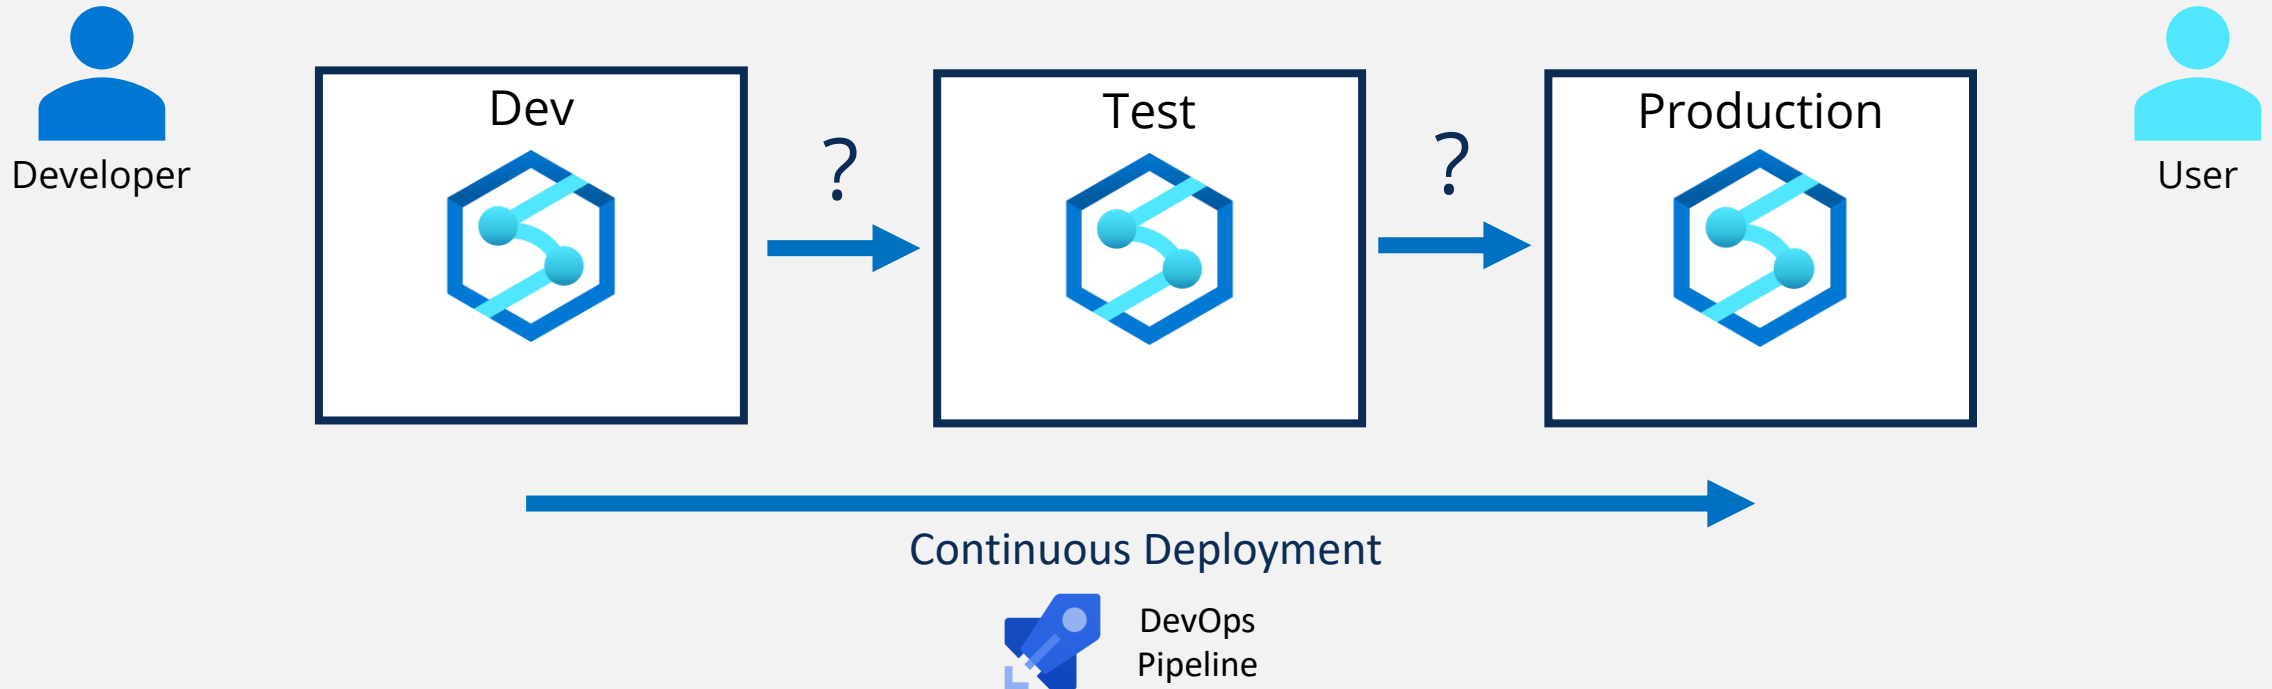 Developer
Dev
?
Test
?
Production
User
Continuous Deployment
DevOps
Pipeline